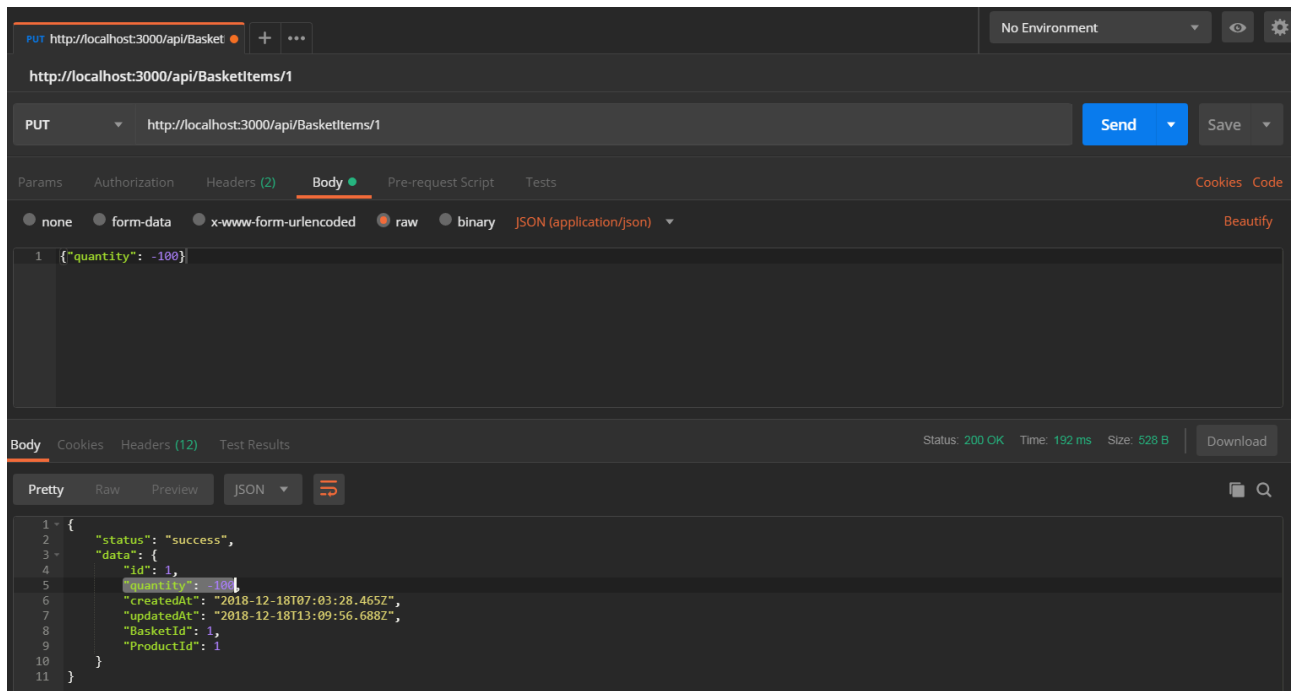 PUT http://localhost:3000/api/Basket + •••
No Environment
http://localhost:3000/api/BasketItems/1
PUT http://localhost:3000/api/BasketItems/1 Send Save
Params Authorization Headers (2) Body Pre-request Script Tests Cookies Code
none form-data x-www-form-urlencoded raw binary JSON (application/json) Beautify
1 {"quantity": -100}
Body Cookies Headers (12) Test Results Status: 200 OK Time: 192 ms Size: 528 B Download
Pretty Raw Preview JSON
1 {
2 "status": "success",
3 "data": {
4 "id": 1,
5 "quantity": -100,
6 "createdAt": "2018-12-18T07:03:28.465Z",
7 "updatedAt": "2018-12-18T13:09:56.688Z",
8 "BasketId": 1,
9 "ProductId": 1
10 }
11 }